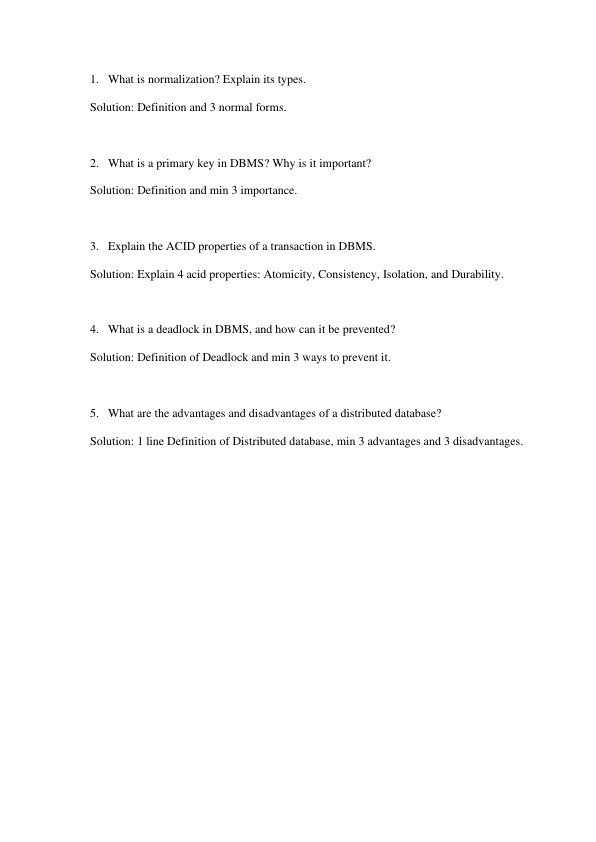 1. What is normalization? Explain its types.
Solution: Definition and 3 normal forms.
2. What is a primary key in DBMS? Why is it important?
Solution: Definition and min 3 importance.
3. Explain the ACID properties of a transaction in DBMS.
Solution: Explain 4 acid properties: Atomicity, Consistency, Isolation, and Durability.
4. What is a deadlock in DBMS, and how can it be prevented?
Solution: Definition of Deadlock and min 3 ways to prevent it.
5. What are the advantages and disadvantages of a distributed database?
Solution: 1 line Definition of Distributed database, min 3 advantages and 3 disadvantages.